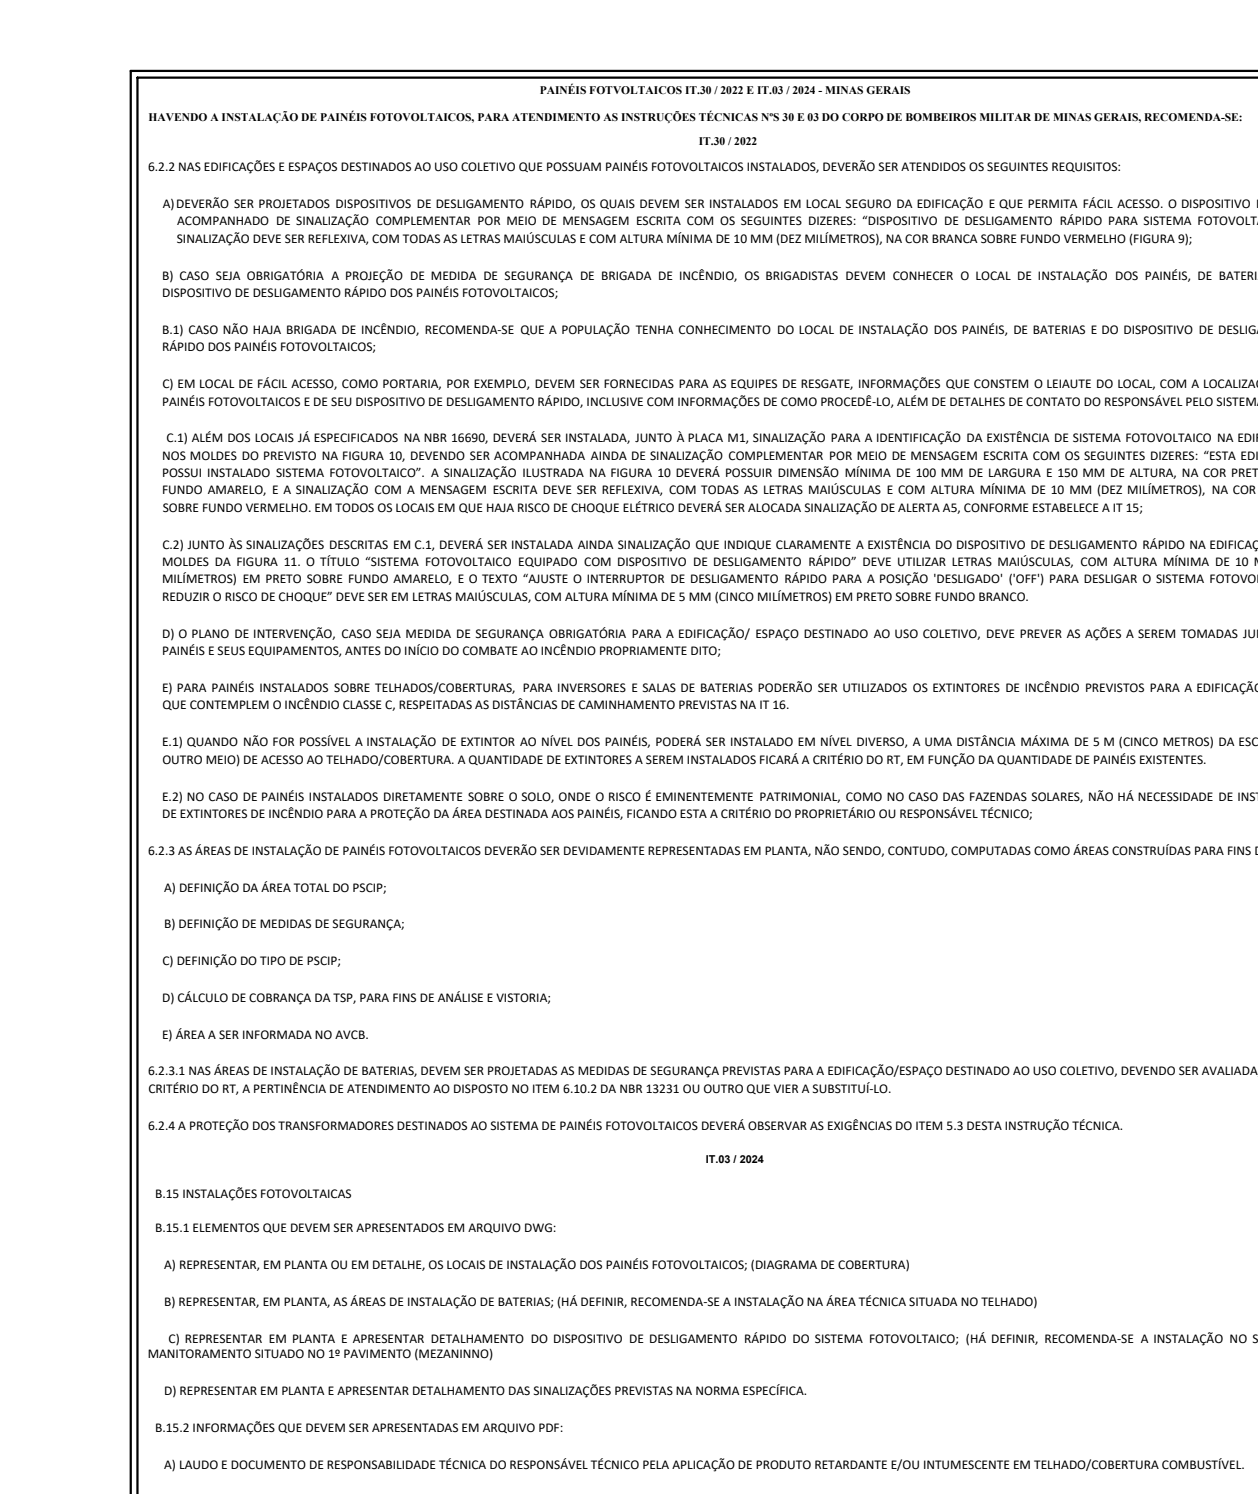 PAINÉIS FOTVOLTAICOS IT.30 / 2022 E IT.03 / 2024 - MINAS GERAIS
HAVENDO A INSTALAÇÃO DE PAINÉIS FOTOVOLTAICOS, PARA ATENDIMENTO AS INSTRUÇÕES TÉCNICAS Nº'S 30 E 03 DO CORPO DE BOMBEIROS MILITAR DE MINAS GERAIS, RECOMENDA-SE:
IT.30 / 2022
6.2.2 NAS EDIFICAÇÕES E ESPAÇOS DESTINADOS AO USO COLETIVO QUE POSSUAM PAINÉIS FOTOVOLTAICOS INSTALADOS, DEVERÃO SER ATENDIDOS OS SEGUINTES REQUISITOS:
A) DEVERÃO SER PROJETADOS DISPOSITIVOS DE DESLIGAMENTO RÁPIDO, OS QUAIS DEVEM SER INSTALADOS EM LOCAL SEGURO DA EDIFICAÇÃO E QUE PERMITA FÁCIL ACESSO. O DISPOSITIVO
ACOMPANHADO DE SINALIZAÇÃO COMPLEMENTAR POR MEIO DE MENSAGEM ESCRITA COM OS SEGUINTES DIZERES: “DISPOSITIVO DE DESLIGAMENTO RÁPIDO PARA SISTEMA FOTOVOLTA
SINALIZAÇÃO DEVE SER REFLEXIVA, COM TODAS AS LETRAS MAIÚSCULAS E COM ALTURA MÍNIMA DE 10 MM (DEZ MILÍMETROS), NA COR BRANCA SOBRE FUNDO VERMELHO (FIGURA 9);
B) CASO SEJA OBRIGATÓRIA A PROJEÇÃO DE MEDIDA DE SEGURANÇA DE BRIGADA DE INCÊNDIO, OS BRIGADISTAS DEVEM CONHECER O LOCAL DE INSTALAÇÃO DOS PAINÉIS, DE BATERI
DISPOSITIVO DE DESLIGAMENTO RÁPIDO DOS PAINÉIS FOTOVOLTAICOS;
B.1) CASO NÃO HAJA BRIGADA DE INCÊNDIO, RECOMENDA-SE QUE A POPULAÇÃO TENHA CONHECIMENTO DO LOCAL DE INSTALAÇÃO DOS PAINÉIS, DE BATERIAS E DO DISPOSITIVO DE DESLIG
RÁPIDO DOS PAINÉIS FOTOVOLTAICOS;
C) EM LOCAL DE FÁCIL ACESSO, COMO PORTARIA, POR EXEMPLO, DEVEM SER FORNECIDAS PARA AS EQUIPES DE RESGATE, INFORMAÇÕES QUE CONSTEM O LEIAUTE DO LOCAL, COM A LOCALIZA
PAINÉIS FOTOVOLTAICOS E DE SEU DISPOSITIVO DE DESLIGAMENTO RÁPIDO, INCLUSIVE COM INFORMAÇÕES DE COMO PROCEDÊ-LO, ALÉM DE DETALHES DE CONTATO DO RESPONSÁVEL PELO SISTEMA
C.1) ALÉM DOS LOCAIS JÁ ESPECIFICADOS NA NBR 16690, DEVERÁ SER INSTALADA, JUNTO À PLACA M1, SINALIZAÇÃO PARA A IDENTIFICAÇÃO DA EXISTÊNCIA DE SISTEMA FOTOVOLTAICO NA EDIF
NOS MOLDES DO PREVISTO NA FIGURA 10, DEVENDO SER ACOMPANHADA AINDA DE SINALIZAÇÃO COMPLEMENTAR POR MEIO DE MENSAGEM ESCRITA COM OS SEGUINTES DIZERES: “ESTA EDI
POSSUI INSTALADO SISTEMA FOTOVOLTAICO”. A SINALIZAÇÃO ILUSTRADA NA FIGURA 10 DEVERÁ POSSUIR DIMENSÃO MÍNIMA DE 100 MM DE LARGURA E 150 MM DE ALTURA, NA COR PRET
FUNDO AMARELO, E A SINALIZAÇÃO COM A MENSAGEM ESCRITA DEVE SER REFLEXIVA, COM TODAS AS LETRAS MAIÚSCULAS E COM ALTURA MÍNIMA DE 10 MM (DEZ MILÍMETROS), NA COR
SOBRE FUNDO VERMELHO. EM TODOS OS LOCAIS EM QUE HAJA RISCO DE CHOQUE ELÉTRICO DEVERÁ SER ALOCADA SINALIZAÇÃO DE ALERTA A5, CONFORME ESTABELECE A IT 15;
C.2) JUNTO ÀS SINALIZAÇÕES DESCRITAS EM C.1, DEVERÁ SER INSTALADA AINDA SINALIZAÇÃO QUE INDIQUE CLARAMENTE A EXISTÊNCIA DO DISPOSITIVO DE DESLIGAMENTO RÁPIDO NA EDIFICAÇ
MOLDES DA FIGURA 11. O TÍTULO “SISTEMA FOTOVOLTAICO EQUIPADO COM DISPOSITIVO DE DESLIGAMENTO RÁPIDO” DEVE UTILIZAR LETRAS MAIÚSCULAS, COM ALTURA MÍNIMA DE 10 M
MILÍMETROS) EM PRETO SOBRE FUNDO AMARELO, E O TEXTO “AJUSTE O INTERRUPTOR DE DESLIGAMENTO RÁPIDO PARA A POSIÇÃO 'DESLIGADO' ('OFF') PARA DESLIGAR O SISTEMA FOTOVO
REDUZIR O RISCO DE CHOQUE” DEVE SER EM LETRAS MAIÚSCULAS, COM ALTURA MÍNIMA DE 5 MM (CINCO MILÍMETROS) EM PRETO SOBRE FUNDO BRANCO.
D) O PLANO DE INTERVENÇÃO, CASO SEJA MEDIDA DE SEGURANÇA OBRIGATÓRIA PARA A EDIFICAÇÃO/ ESPAÇO DESTINADO AO USO COLETIVO, DEVE PREVER AS AÇÕES A SEREM TOMADAS JU
PAINÉIS E SEUS EQUIPAMENTOS, ANTES DO INÍCIO DO COMBATE AO INCÊNDIO PROPRIAMENTE DITO;
E) PARA PAINÉIS INSTALADOS SOBRE TELHADOS/COBERTURAS, PARA INVERSORES E SALAS DE BATERIAS PODERÃO SER UTILIZADOS OS EXTINTORES DE INCÊNDIO PREVISTOS PARA A EDIFICAÇÃ
QUE CONTEMPLEM O INCÊNDIO CLASSE C, RESPEITADAS AS DISTÂNCIAS DE CAMINHAMENTO PREVISTAS NA IT 16.
E.1) QUANDO NÃO FOR POSSÍVEL A INSTALAÇÃO DE EXTINTOR AO NÍVEL DOS PAINÉIS, PODERÁ SER INSTALADO EM NÍVEL DIVERSO, A UMA DISTÂNCIA MÁXIMA DE 5 M (CINCO METROS) DA ESC
OUTRO MEIO) DE ACESSO AO TELHADO/COBERTURA. A QUANTIDADE DE EXTINTORES A SEREM INSTALADOS FICARÁ A CRITÉRIO DO RT, EM FUNÇÃO DA QUANTIDADE DE PAINÉIS EXISTENTES.
E.2) NO CASO DE PAINÉIS INSTALADOS DIRETAMENTE SOBRE O SOLO, ONDE O RISCO É EMINENTEMENTE PATRIMONIAL, COMO NO CASO DAS FAZENDAS SOLARES, NÃO HÁ NECESSIDADE DE INST
DE EXTINTORES DE INCÊNDIO PARA A PROTEÇÃO DA ÁREA DESTINADA AOS PAINÉIS, FICANDO ESTA A CRITÉRIO DO PROPRIETÁRIO OU RESPONSÁVEL TÉCNICO;
6.2.3 AS ÁREAS DE INSTALAÇÃO DE PAINÉIS FOTOVOLTAICOS DEVERÃO SER DEVIDAMENTE REPRESENTADAS EM PLANTA, NÃO SENDO, CONTUDO, COMPUTADAS COMO ÁREAS CONSTRUÍDAS PARA FINS
A) DEFINIÇÃO DA ÁREA TOTAL DO PSCIP;
B) DEFINIÇÃO DE MEDIDAS DE SEGURANÇA;
C) DEFINIÇÃO DO TIPO DE PSCIP;
D) CÁLCULO DE COBRANÇA DA TSP, PARA FINS DE ANÁLISE E VISTORIA;
E) ÁREA A SER INFORMADA NO AVCB.
6.2.3.1 NAS ÁREAS DE INSTALAÇÃO DE BATERIAS, DEVEM SER PROJETADAS AS MEDIDAS DE SEGURANÇA PREVISTAS PARA A EDIFICAÇÃO/ESPAÇO DESTINADO AO USO COLETIVO, DEVENDO SER AVALIADA
CRITÉRIO DO RT, A PERTINÊNCIA DE ATENDIMENTO AO DISPOSTO NO ITEM 6.10.2 DA NBR 13231 OU OUTRO QUE VIER A SUBSTITUÍ-LO.
6.2.4 A PROTEÇÃO DOS TRANSFORMADORES DESTINADOS AO SISTEMA DE PAINÉIS FOTOVOLTAICOS DEVERÁ OBSERVAR AS EXIGÊNCIAS DO ITEM 5.3 DESTA INSTRUÇÃO TÉCNICA.
IT.03 / 2024
B.15 INSTALAÇÕES FOTOVOLTAICAS
B.15.1 ELEMENTOS QUE DEVEM SER APRESENTADOS EM ARQUIVO DWG:
A) REPRESENTAR, EM PLANTA OU EM DETALHE, OS LOCAIS DE INSTALAÇÃO DOS PAINÉIS FOTOVOLTAICOS; (DIAGRAMA DE COBERTURA)
B) REPRESENTAR, EM PLANTA, AS ÁREAS DE INSTALAÇÃO DE BATERIAS; (HÁ DEFINIR, RECOMENDA-SE A INSTALAÇÃO NA ÁREA TÉCNICA SITUADA NO TELHADO)
C) REPRESENTAR EM PLANTA E APRESENTAR DETALHAMENTO DO DISPOSITIVO DE DESLIGAMENTO RÁPIDO DO SISTEMA FOTOVOLTAICO; (HÁ DEFINIR, RECOMENDA-SE A INSTALAÇÃO NO S
MANITORAMENTO SITUADO NO 1º PAVIMENTO (MEZANINNO)
D) REPRESENTAR EM PLANTA E APRESENTAR DETALHAMENTO DAS SINALIZAÇÕES PREVISTAS NA NORMA ESPECÍFICA.
B.15.2 INFORMAÇÕES QUE DEVEM SER APRESENTADAS EM ARQUIVO PDF:
A) LAUDO E DOCUMENTO DE RESPONSABILIDADE TÉCNICA DO RESPONSÁVEL TÉCNICO PELA APLICAÇÃO DE PRODUTO RETARDANTE E/OU INTUMESCENTE EM TELHADO/COBERTURA COMBUSTÍVEL.